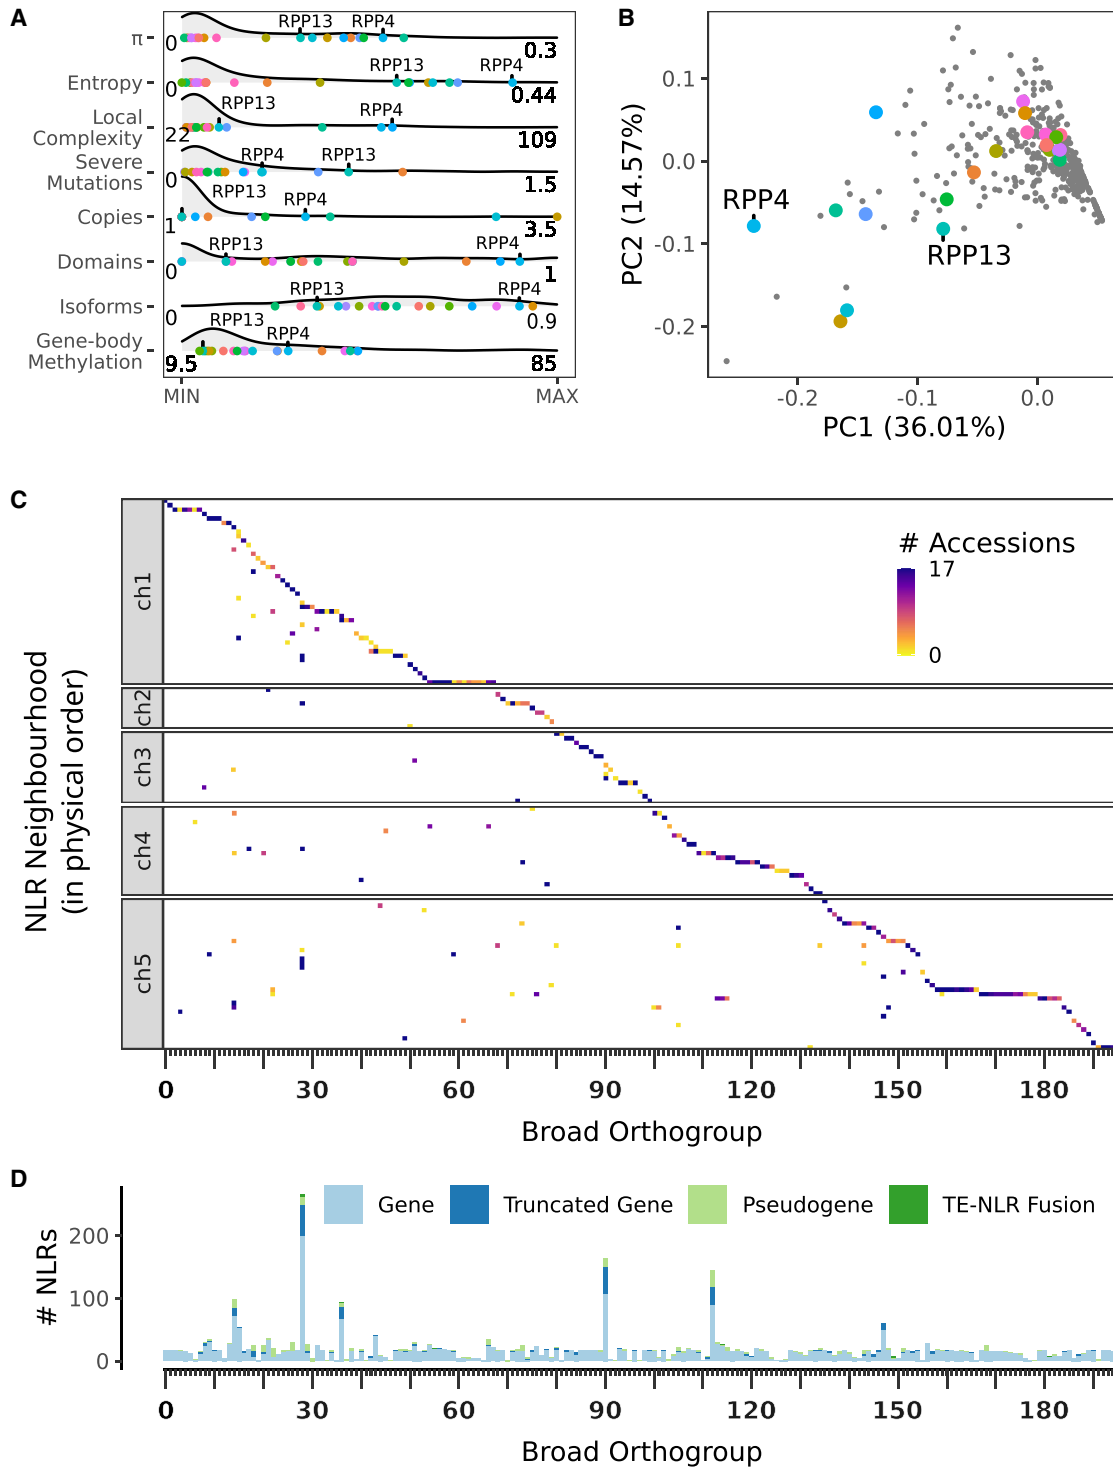 A
π
RPP13 RPP4
0
0.3
Entropy
RPP13 RPP4
0
0.44
Local
Complexity
RPP13 RPP4
22
109
Severe
Mutations
RPP4 RPP13
0
1.5
Copies
RPP13 RPP4
1
3.5
Domains
RPP13 RPP4
0
1
Isoforms
RPP13 RPP4
0
0.9
Gene-body
Methylation
RPP13 RPP4
9.5
85
MIN MAX
B
PC2 (14.57%)
0.1
0.0
-0.1
-0.2
RPP4
RPP13
-0.2 -0.1 0.0
PC1 (36.01%)
C
NLR Neighbourhood
(in physical order)
ch1
ch2
ch3
ch4
ch5
# Accessions
17
0
0 30 60 90 120 150 180
Broad Orthogroup
D
# NLRs
200
100
0
Gene Truncated Gene Pseudogene TE-NLR Fusion
0 30 60 90 120 150 180
Broad Orthogroup